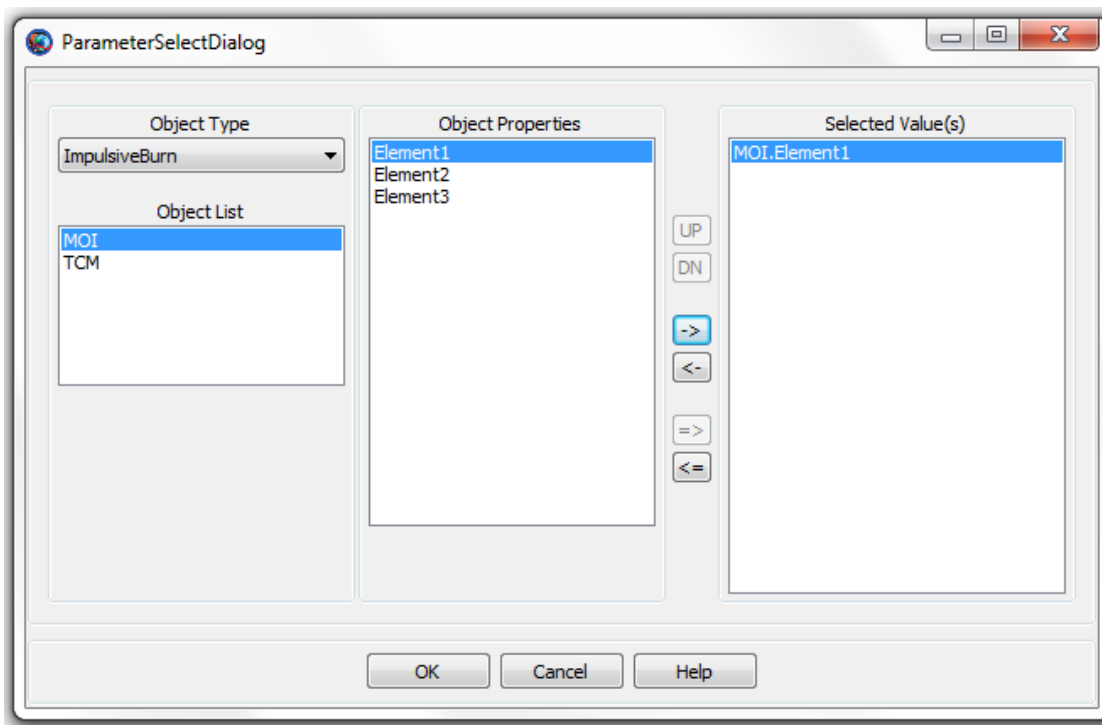 ParameterSelectDialog
Object Type
ImpulsiveBurn
Object List
MOI
TCM
Object Properties
Element1
Element2
Element3
UP
DN
->
<-
=>
<=
Selected Value(s)
MOI.Element1
OK
Cancel
Help